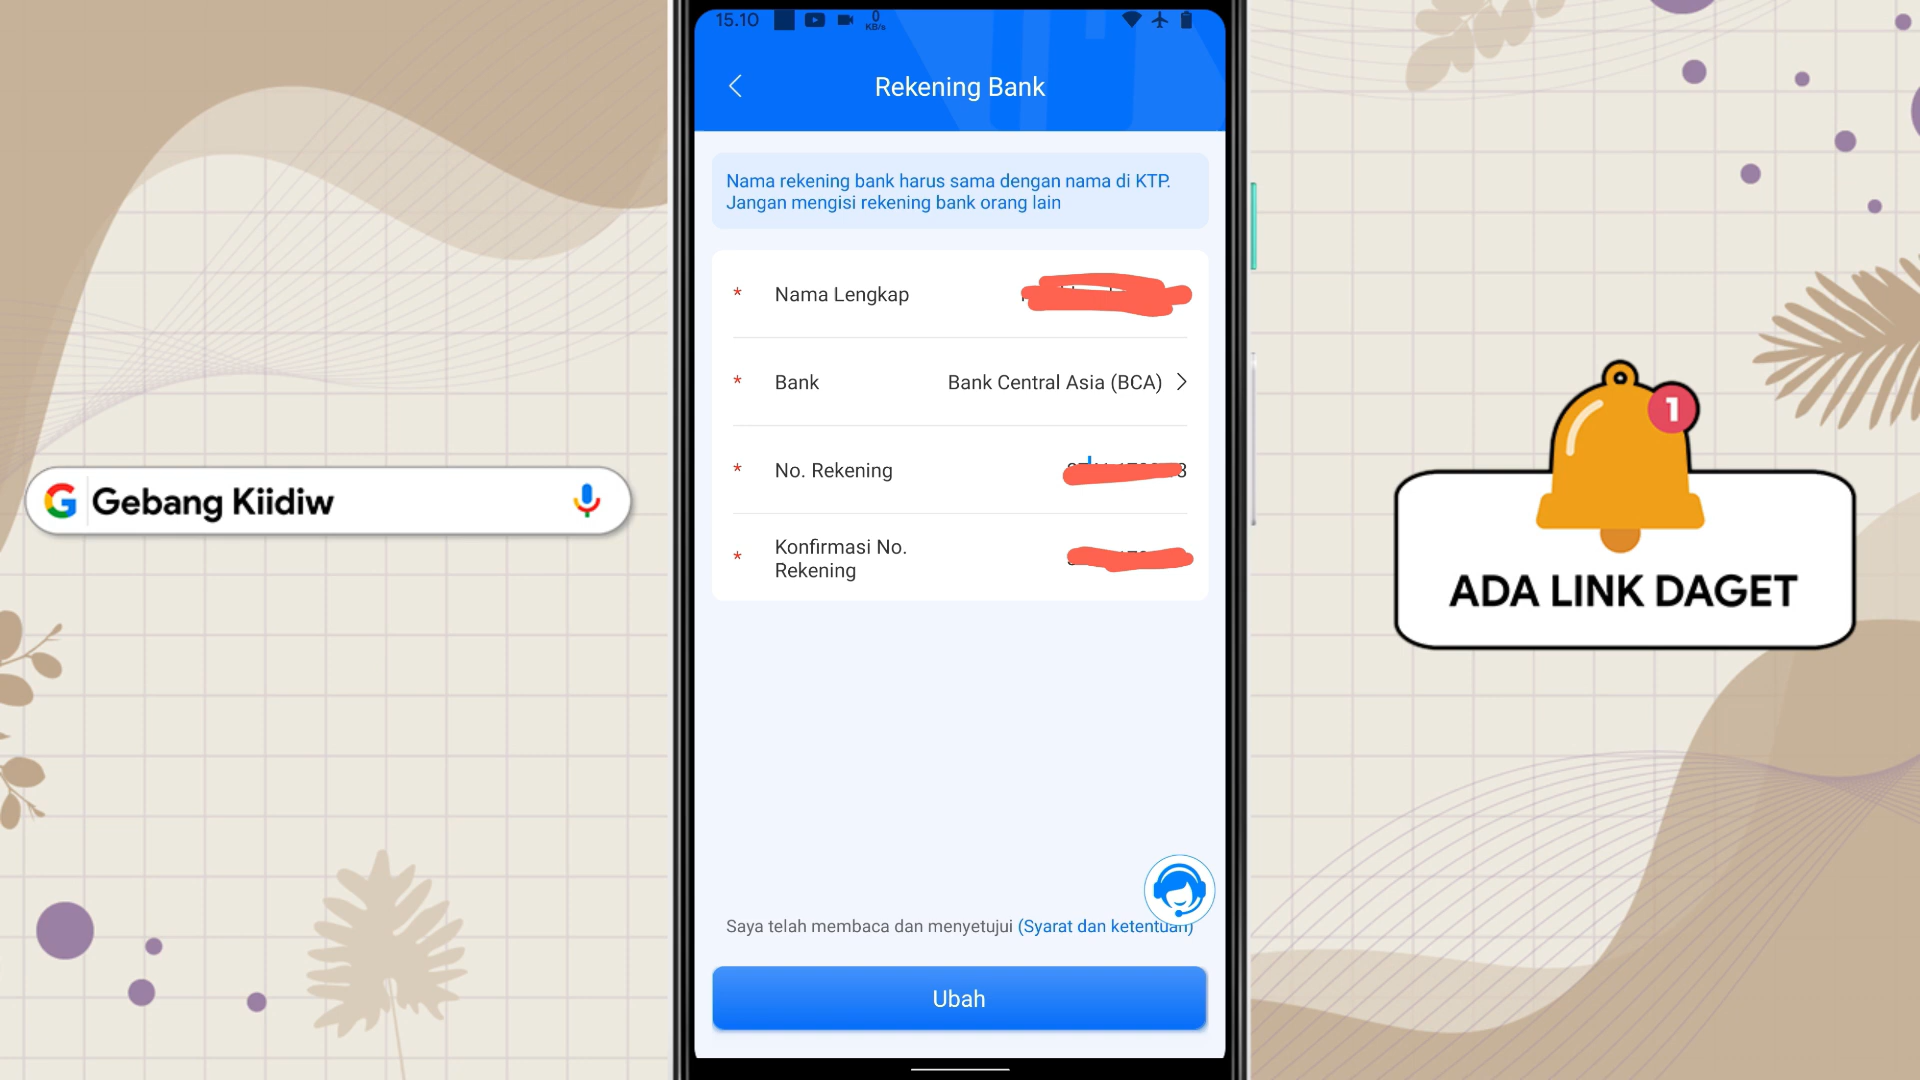 15.10
0
KB/s
Rekening Bank
Nama rekening bank harus sama dengan nama di KTP.
Jangan mengisi rekening bank orang lain
* Nama Lengkap
* Bank Bank Central Asia (BCA)
* No. Rekening
* Konfirmasi No.
Rekening
Saya telah membaca dan menyetujui (Syarat dan ketentuan)
Ubah
G Gebang Kiidiw
1
ADA LINK DAGET